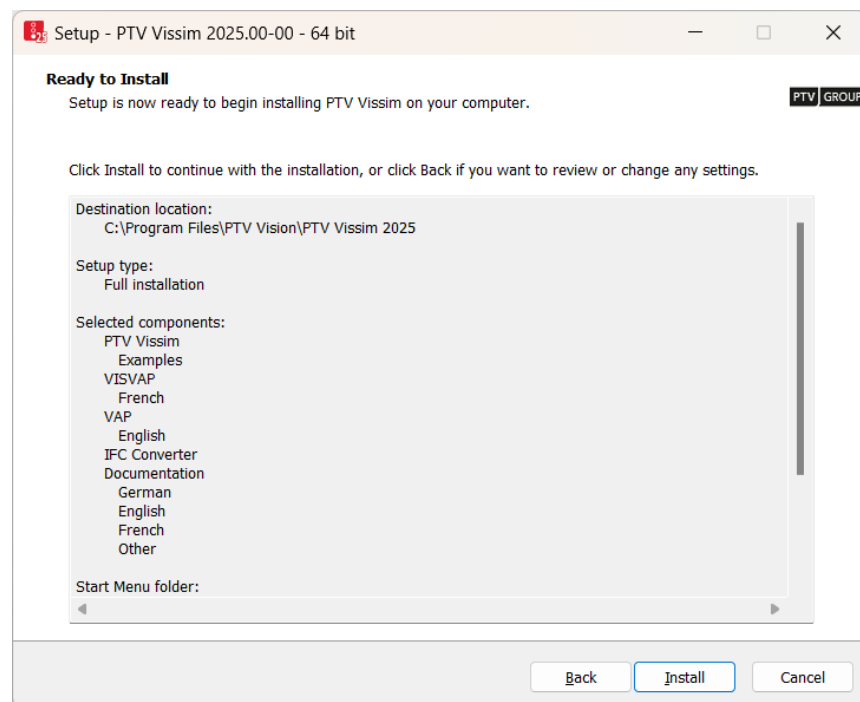 Setup - PTV Vissim 2025.00-00 - 64 bit
Ready to Install
Setup is now ready to begin installing PTV Vissim on your computer.
PTV GROUP
Click Install to continue with the installation, or click Back if you want to review or change any settings.
Destination location:
C:\Program Files\PTV Vision\PTV Vissim 2025
Setup type:
Full installation
Selected components:
PTV Vissim
Examples
VISVAP
French
VAP
English
IFC Converter
Documentation
German
English
French
Other
Start Menu folder:
Back
Install
Cancel